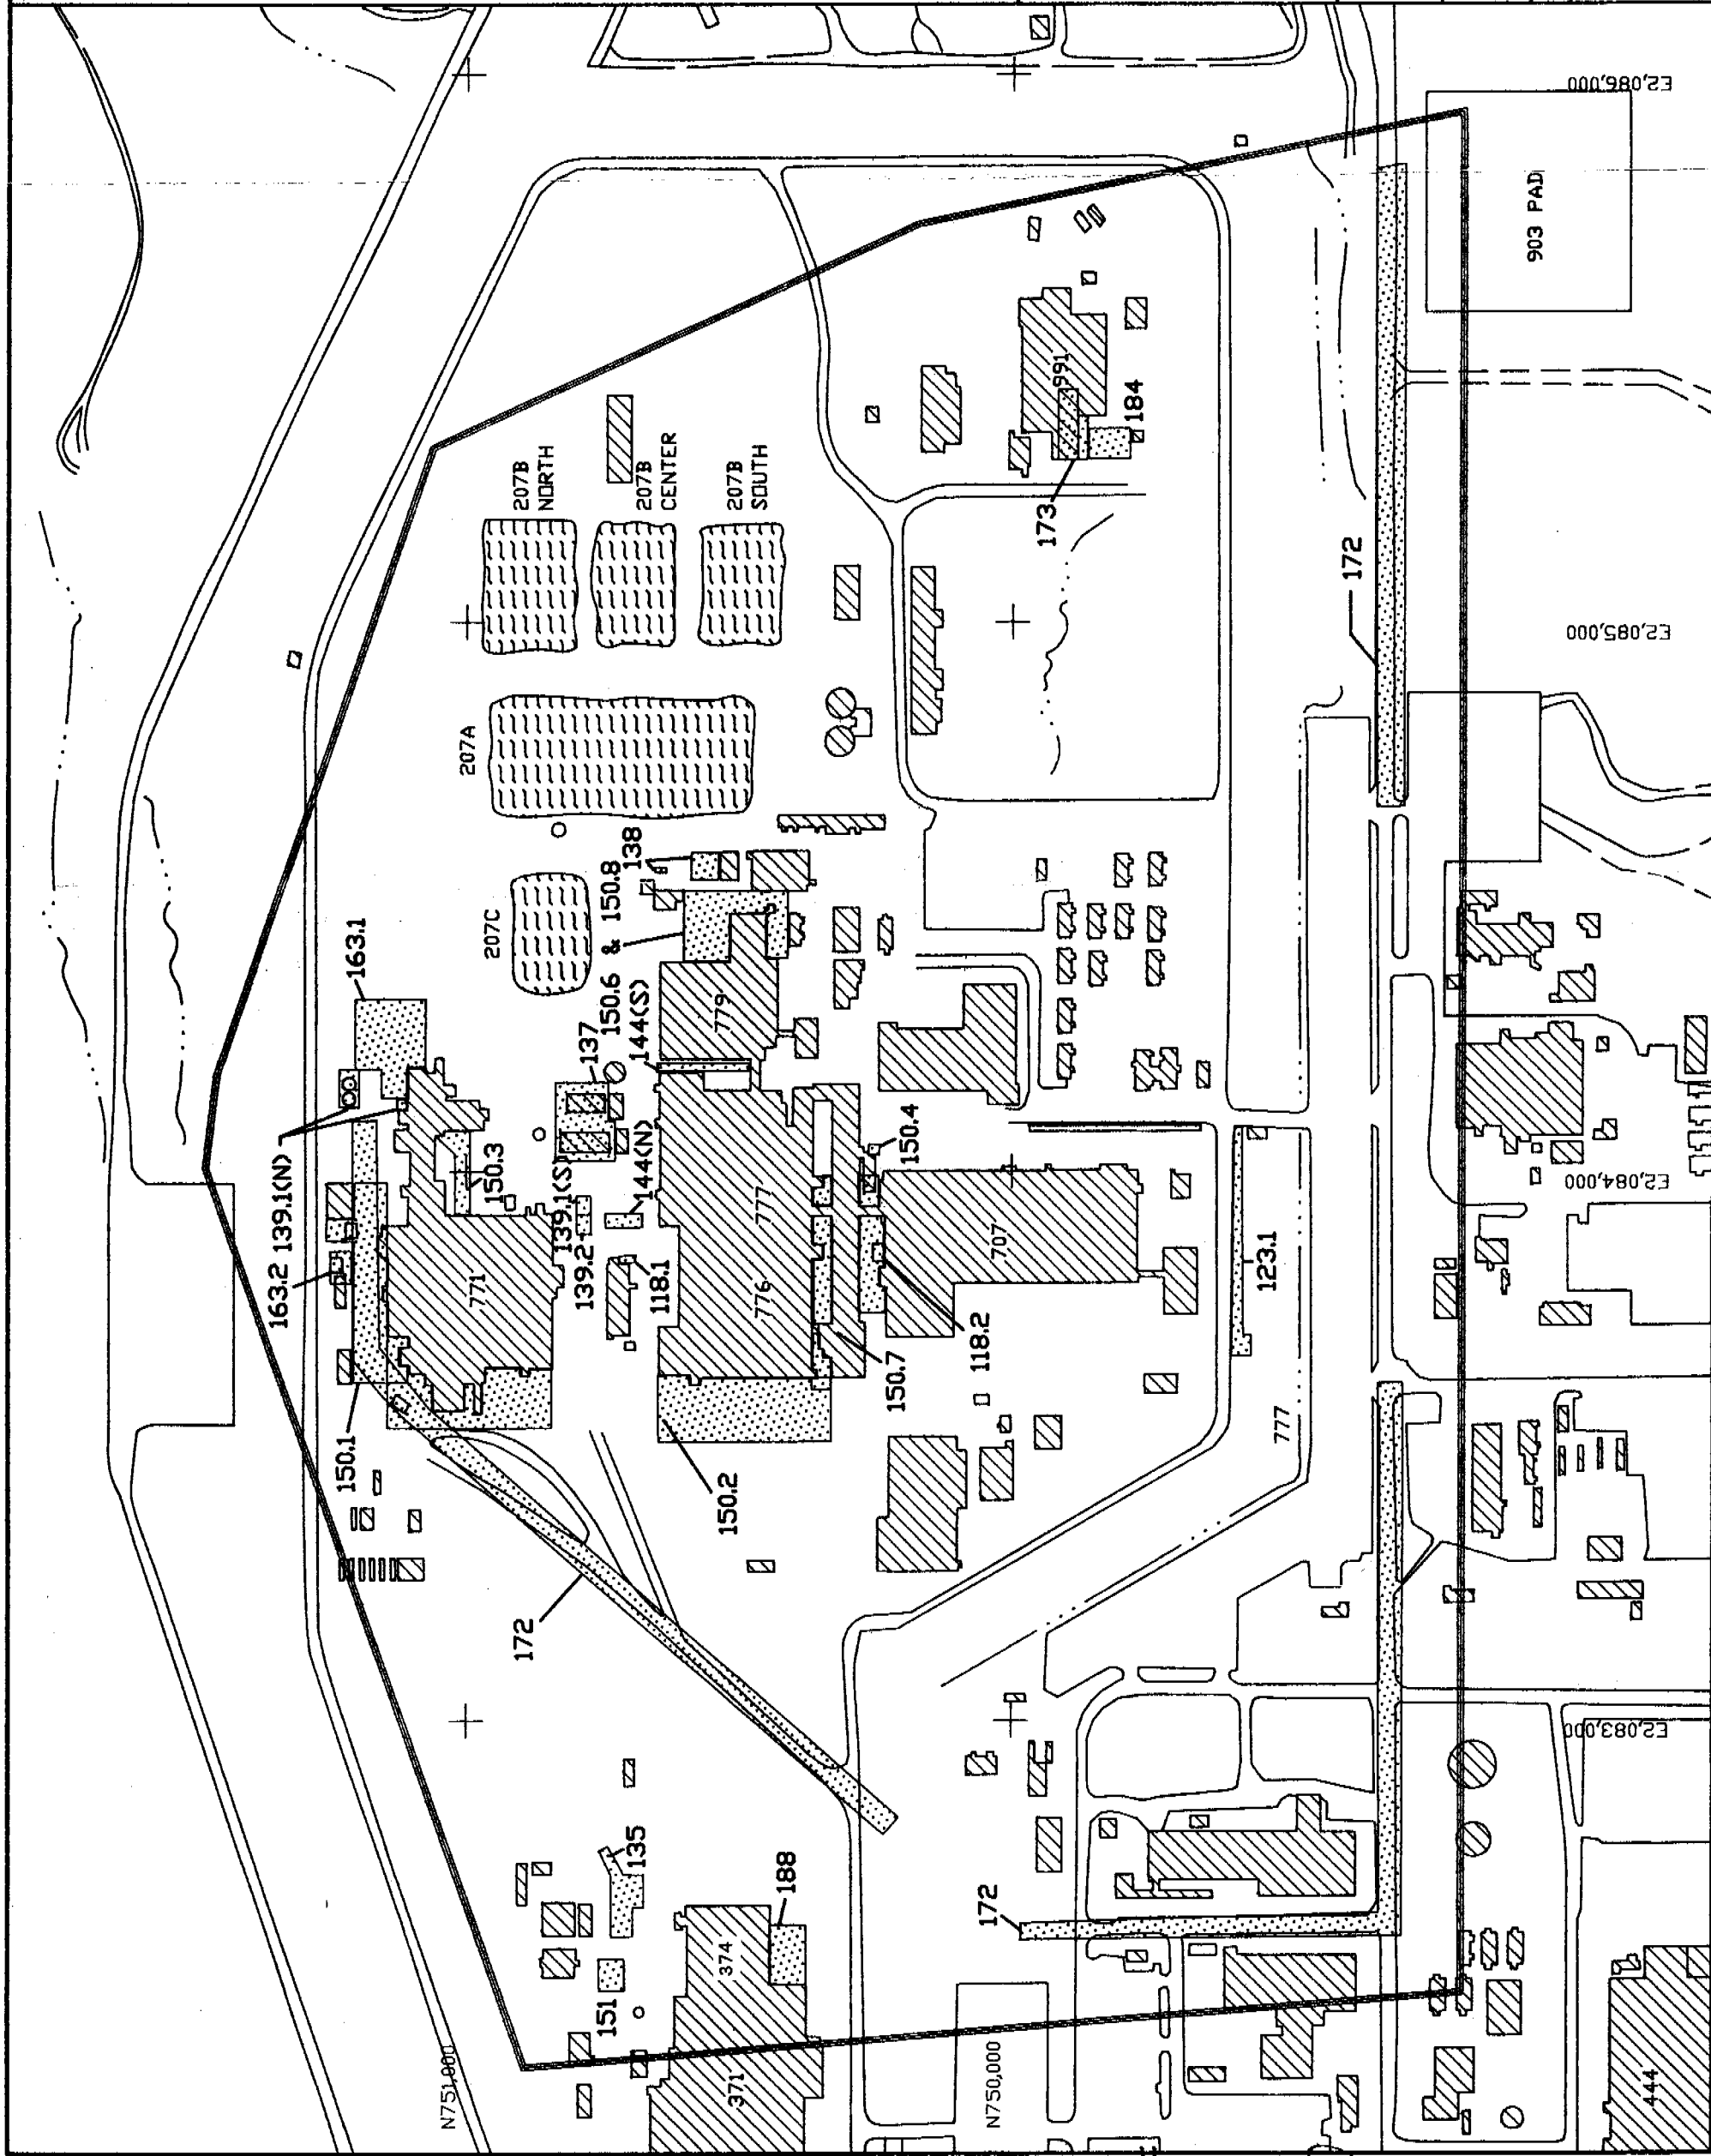 N751,000
N750,000
E2,083,000
E2,084,000
E2,085,000
E2,086,000
163.2
139.1(N)
163.1
150.1
771
150.3
172
207A
207C
207B
NORTH
207B
CENTER
207B
SOUTH
138
150.6 & 150.8
137
144(S)
139.1(S)
139.2
144(N)
118.1
779
777
776
150.2
150.7
150.4
118.2
707
135
151
188
374
371
172
123.1
777
173
991
184
172
903 PAD
444